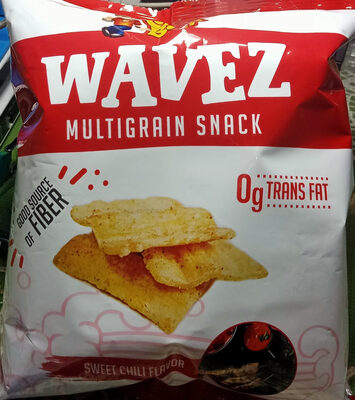 WAVEZ
MULTIGRAIN SNACK
GOOD SOURCE
OF FIBER
0g TRANS FAT
SWEET CHILI FLAVOR